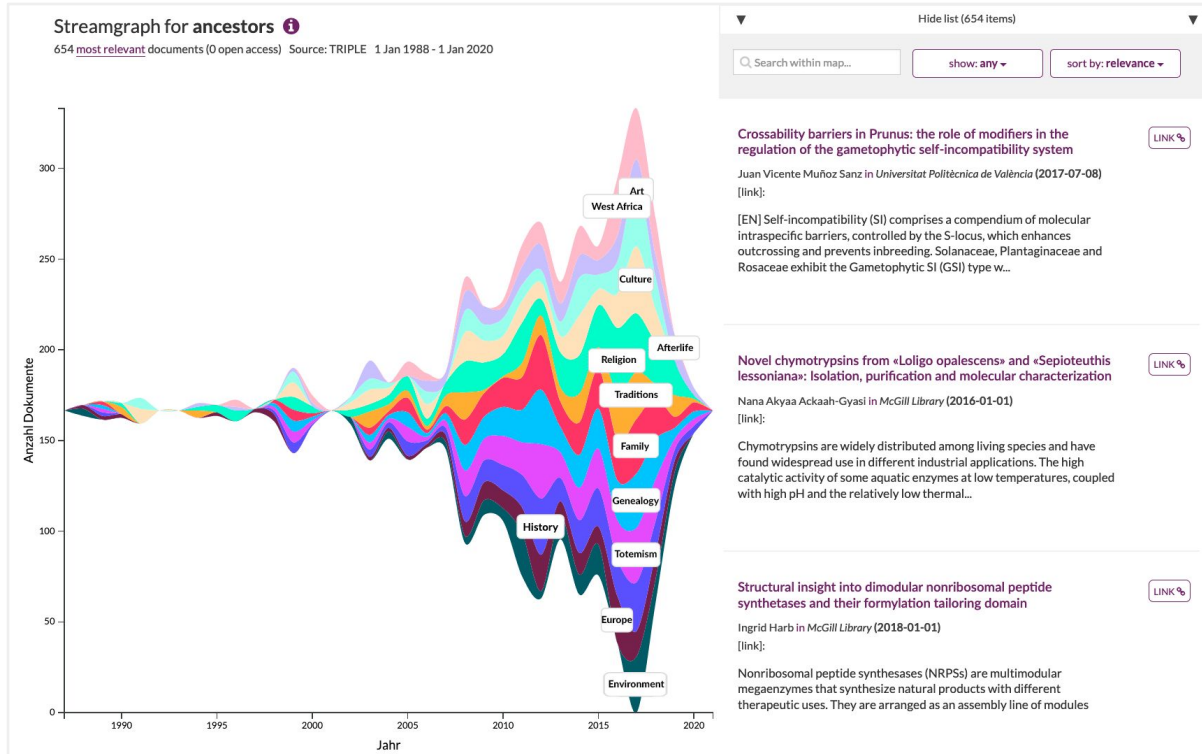 Streamgraph for ancestors
654 most relevant documents (0 open access) Source: TRIPLE 1 Jan 1988 - 1 Jan 2020
300
250
200
150
100
50
0
Anzahl Dokumente
Art
West Africa
Culture
Afterlife
Religion
Traditions
Family
Genealogy
History
Totemism
Europe
Environment
1990
1995
2000
2005
2010
2015
2020
Jahr
Hide list (654 items)
Search within map...
show: any
sort by: relevance
Crossability barriers in Prunus: the role of modifiers in the
regulation of the gametophytic self-incompatibility system
LINK
Juan Vicente Muñoz Sanz in Universitat Politècnica de València (2017-07-08)
[link]:
[EN] Self-incompatibility (SI) comprises a compendium of molecular
intraspecific barriers, controlled by the S-locus, which enhances
outcrossing and prevents inbreeding. Solanaceae, Plantaginaceae and
Rosaceae exhibit the Gametophytic SI (GSI) type w...
Novel chymotrypsins from «Loligo opalescens» and «Sepioteuthis
lessoniana»: Isolation, purification and molecular characterization
LINK
Nana Akyaa Ackaah-Gyasi in McGill Library (2016-01-01)
[link]:
Chymotrypsins are widely distributed among living species and have
found widespread use in different industrial applications. The high
catalytic activity of some aquatic enzymes at low temperatures, coupled
with high pH and the relatively low thermal...
Structural insight into dimodular nonribosomal peptide
synthetases and their formylation tailoring domain
LINK
Ingrid Harb in McGill Library (2018-01-01)
[link]:
Nonribosomal peptide synthesases (NRPSs) are multimodular
megaenzymes that synthesize natural products with different
therapeutic uses. They are arranged as an assembly line of modules